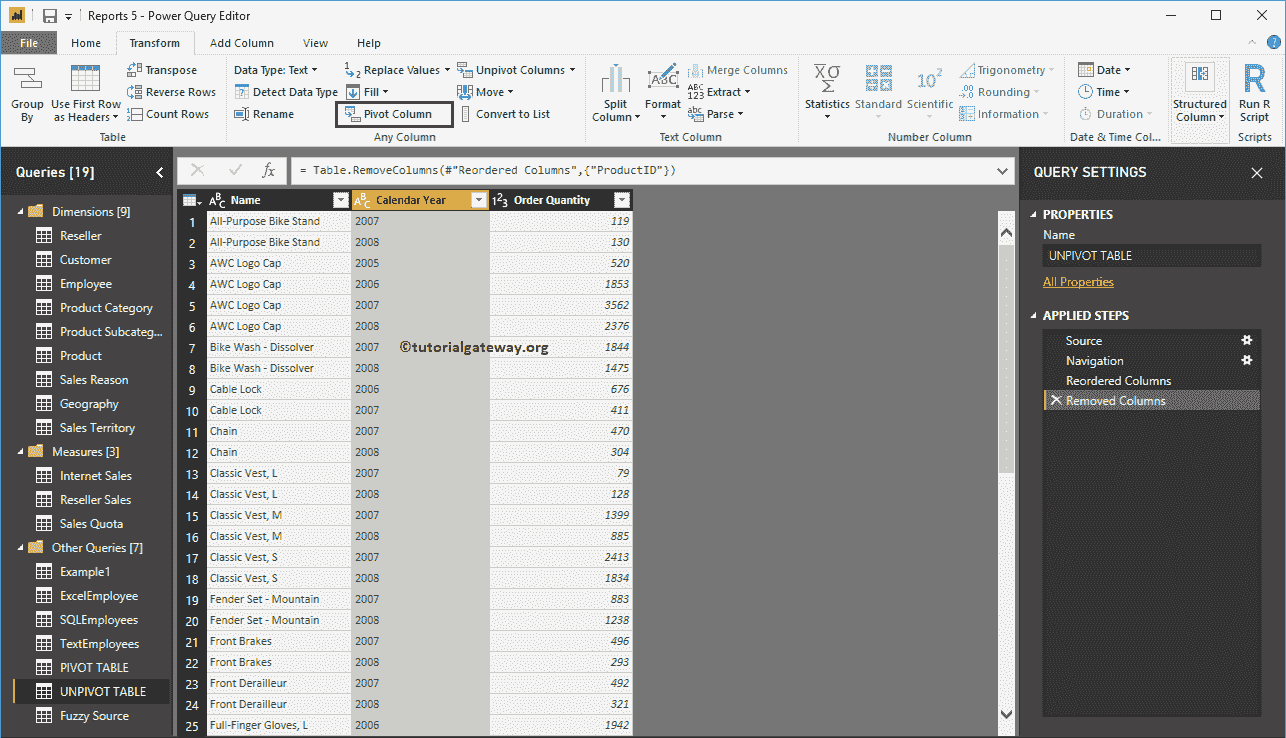 Reports 5 - Power Query Editor
File Home Transform Add Column View Help
Group By
Use First Row as Headers
Transpose
Reverse Rows
Count Rows
Table
Data Type: Text
Detect Data Type
Rename
Replace Values
Fill
Pivot Column
Unpivot Columns
Move
Convert to List
Any Column
Split Column
Format
ABC
Merge Columns
ABC 123 Extract
abc Parse
Text Column
XΣ Statistics
Standard
10² Scientific
Trigonometry
Rounding
Information
Number Column
Date
Time
Duration
Date & Time Col...
Structured Column
R
Run R Script
Scripts
Queries [19]
Dimensions [9]
Reseller
Customer
Employee
Product Category
Product Subcateg...
Product
Sales Reason
Geography
Sales Territory
Measures [3]
Internet Sales
Reseller Sales
Sales Quota
Other Queries [7]
Example1
ExcelEmployee
SQLEmployees
TextEmployees
PIVOT TABLE
UNPIVOT TABLE
Fuzzy Source
fx = Table.RemoveColumns(#"Reordered Columns",{"ProductID"})
ABC Name ABC Calendar Year 123 Order Quantity
1 All-Purpose Bike Stand 2007 119
2 All-Purpose Bike Stand 2008 130
3 AWC Logo Cap 2005 520
4 AWC Logo Cap 2006 1853
5 AWC Logo Cap 2007 3562
6 AWC Logo Cap 2008 2376
7 Bike Wash - Dissolver 2007 1844
©tutorialgateway.org
8 Bike Wash - Dissolver 2008 1475
9 Cable Lock 2006 676
10 Cable Lock 2007 411
11 Chain 2007 470
12 Chain 2008 304
13 Classic Vest, L 2007 79
14 Classic Vest, L 2008 128
15 Classic Vest, M 2007 1399
16 Classic Vest, M 2008 885
17 Classic Vest, S 2007 2413
18 Classic Vest, S 2008 1834
19 Fender Set - Mountain 2007 883
20 Fender Set - Mountain 2008 1238
21 Front Brakes 2007 496
22 Front Brakes 2008 293
23 Front Derailleur 2007 492
24 Front Derailleur 2008 321
25 Full-Finger Gloves, L 2006 1942
QUERY SETTINGS
PROPERTIES
Name
UNPIVOT TABLE
All Properties
APPLIED STEPS
Source
Navigation
Reordered Columns
Removed Columns